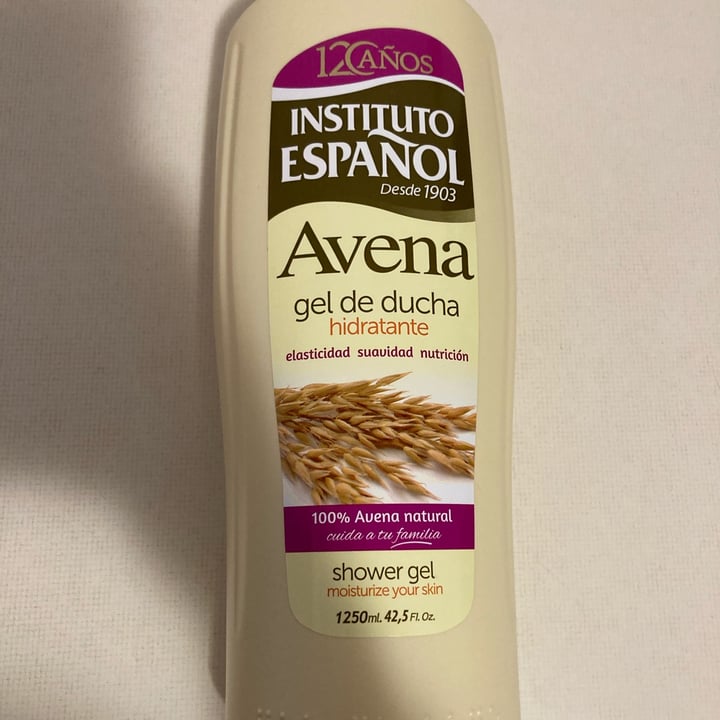 120 AÑOS
INSTITUTO
ESPAÑOL
Desde 1903
Avena
gel de ducha
hidratante
elasticidad suavidad nutrición
100% Avena natural
cuida a tu familia
shower gel
moisturize your skin
1250ml. 42,5 Fl. Oz.